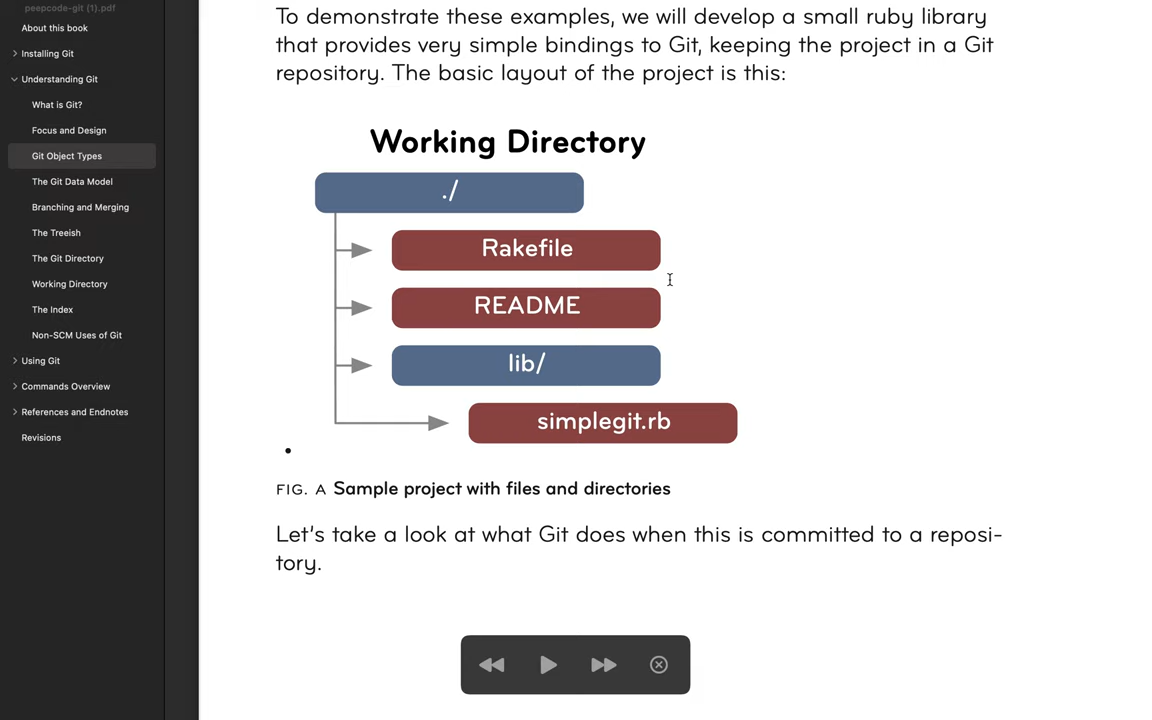 peepcode-git (1).pdf
About this book
Installing Git
Understanding Git
What is Git?
Focus and Design
Git Object Types
The Git Data Model
Branching and Merging
The Treeish
The Git Directory
Working Directory
The Index
Non-SCM Uses of Git
Using Git
Commands Overview
References and Endnotes
Revisions
To demonstrate these examples, we will develop a small ruby library
that provides very simple bindings to Git, keeping the project in a Git
repository. The basic layout of the project is this:
Working Directory
./
Rakefile
README
lib/
simplegit.rb
FIG. A Sample project with files and directories
Let's take a look at what Git does when this is committed to a reposi-
tory.